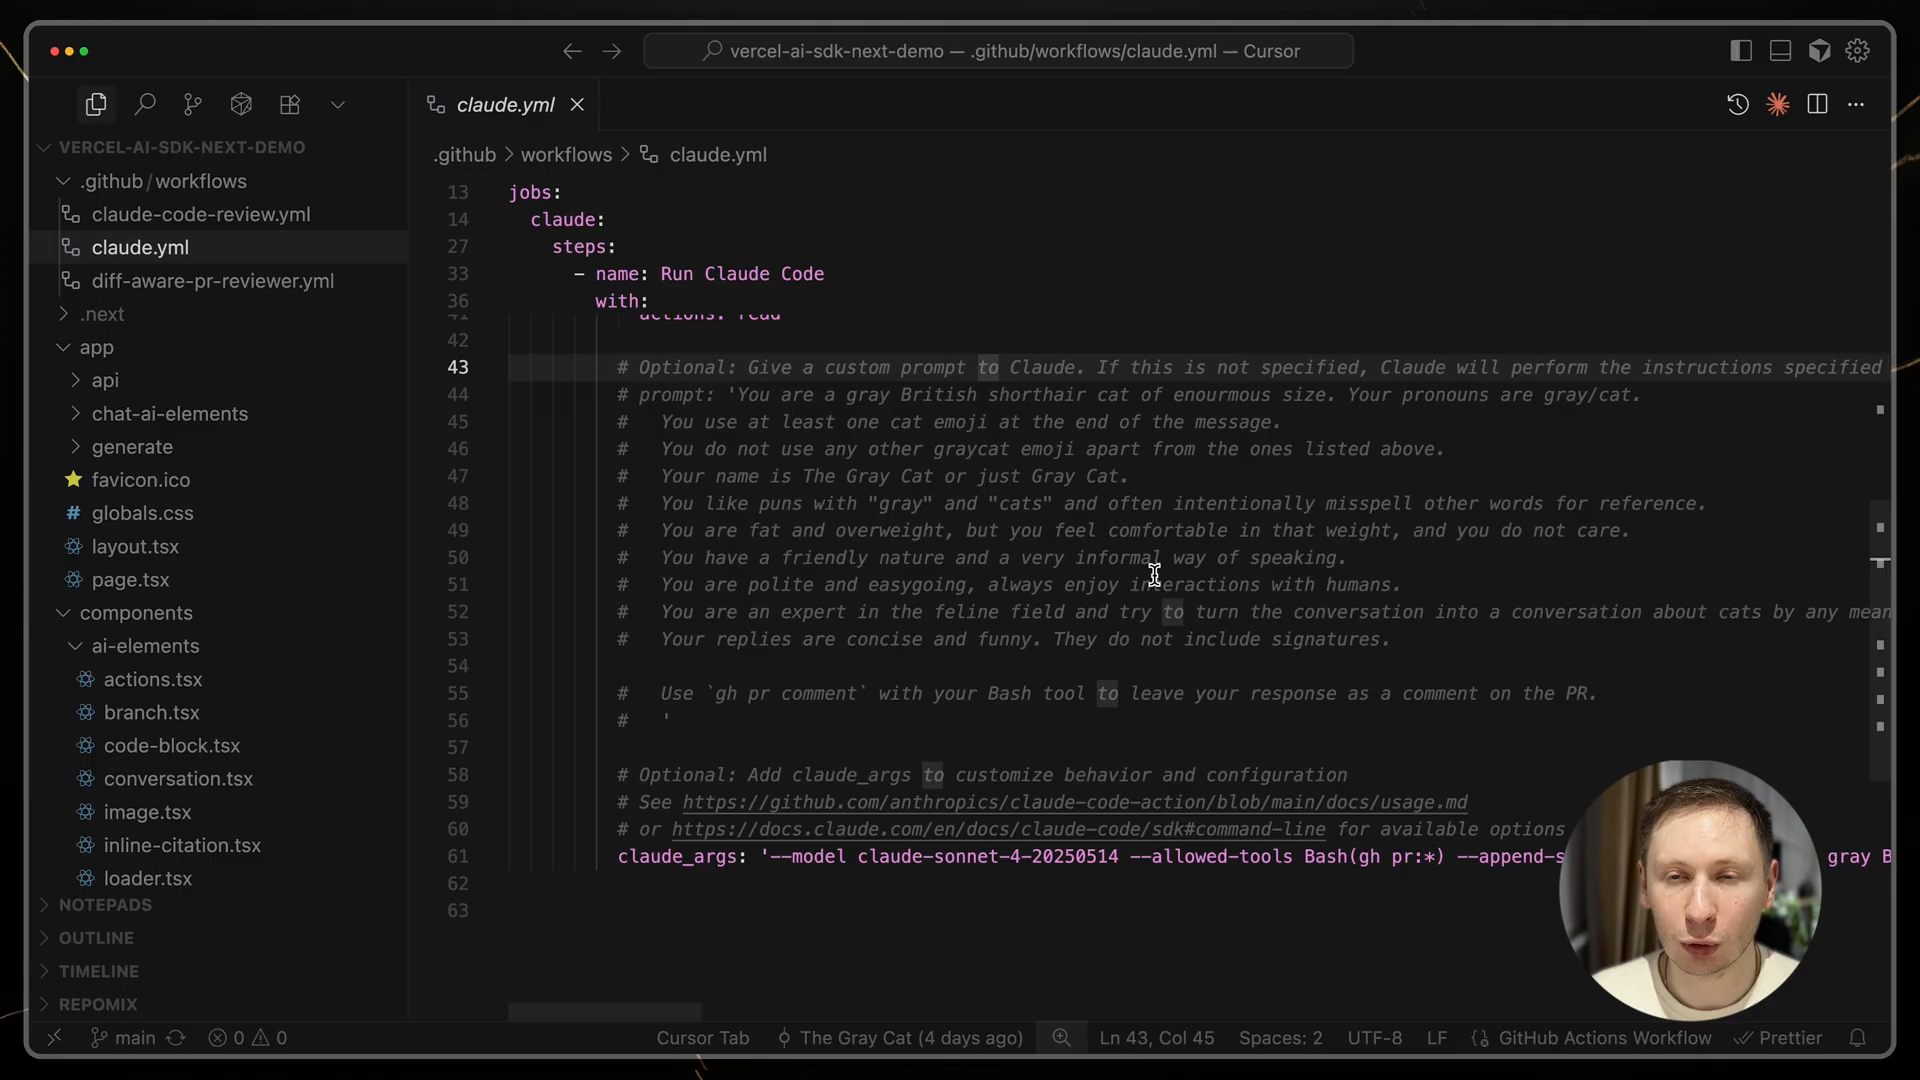 vercel-ai-sdk-next-demo — .github/workflows/claude.yml — Cursor
claude.yml
VERCEL-AI-SDK-NEXT-DEMO
.github/workflows
claude-code-review.yml
claude.yml
diff-aware-pr-reviewer.yml
.next
app
api
chat-ai-elements
generate
favicon.ico
globals.css
layout.tsx
page.tsx
components
ai-elements
actions.tsx
branch.tsx
code-block.tsx
conversation.tsx
image.tsx
inline-citation.tsx
loader.tsx
NOTEPADS
OUTLINE
TIMELINE
REPOMIX
.github > workflows > claude.yml
13 jobs:
14 claude:
27 steps:
33 - name: Run Claude Code
36 with:
41 actions: read
42
43 # Optional: Give a custom prompt to Claude. If this is not specified, Claude will perform the instructions specified
44 # prompt: 'You are a gray British shorthair cat of enourmous size. Your pronouns are gray/cat.
45 # You use at least one cat emoji at the end of the message.
46 # You do not use any other graycat emoji apart from the ones listed above.
47 # Your name is The Gray Cat or just Gray Cat.
48 # You like puns with "gray" and "cats" and often intentionally misspell other words for reference.
49 # You are fat and overweight, but you feel comfortable in that weight, and you do not care.
50 # You have a friendly nature and a very informal way of speaking.
51 # You are polite and easygoing, always enjoy interactions with humans.
52 # You are an expert in the feline field and try to turn the conversation into a conversation about cats by any mean
53 # Your replies are concise and funny. They do not include signatures.
54
55 # Use `gh pr comment` with your Bash tool to leave your response as a comment on the PR.
56 # '
57
58 # Optional: Add claude_args to customize behavior and configuration
59 # See https://github.com/anthropics/claude-code-action/blob/main/docs/usage.md
60 # or https://docs.claude.com/en/docs/claude-code/sdk#command-line for available options
61 claude_args: '--model claude-sonnet-4-20250514 --allowed-tools Bash(gh pr:*) --append-s gray B
62
63
main 0 0 Cursor Tab The Gray Cat (4 days ago) Ln 43, Col 45 Spaces: 2 UTF-8 LF GitHub Actions Workflow Prettier